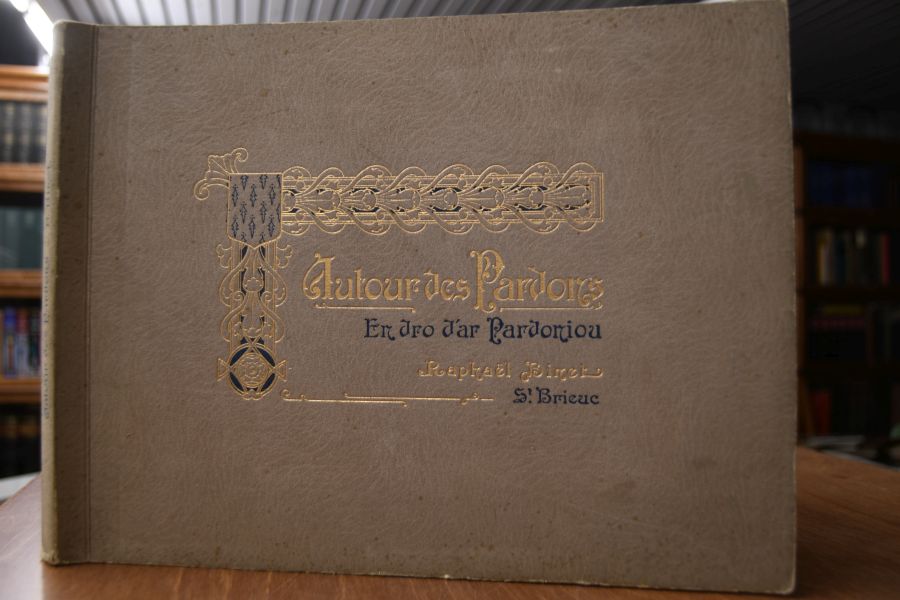 Autour des Pardons
En dro d'ar Pardoniou
Raphaël Binet
St Brieuc